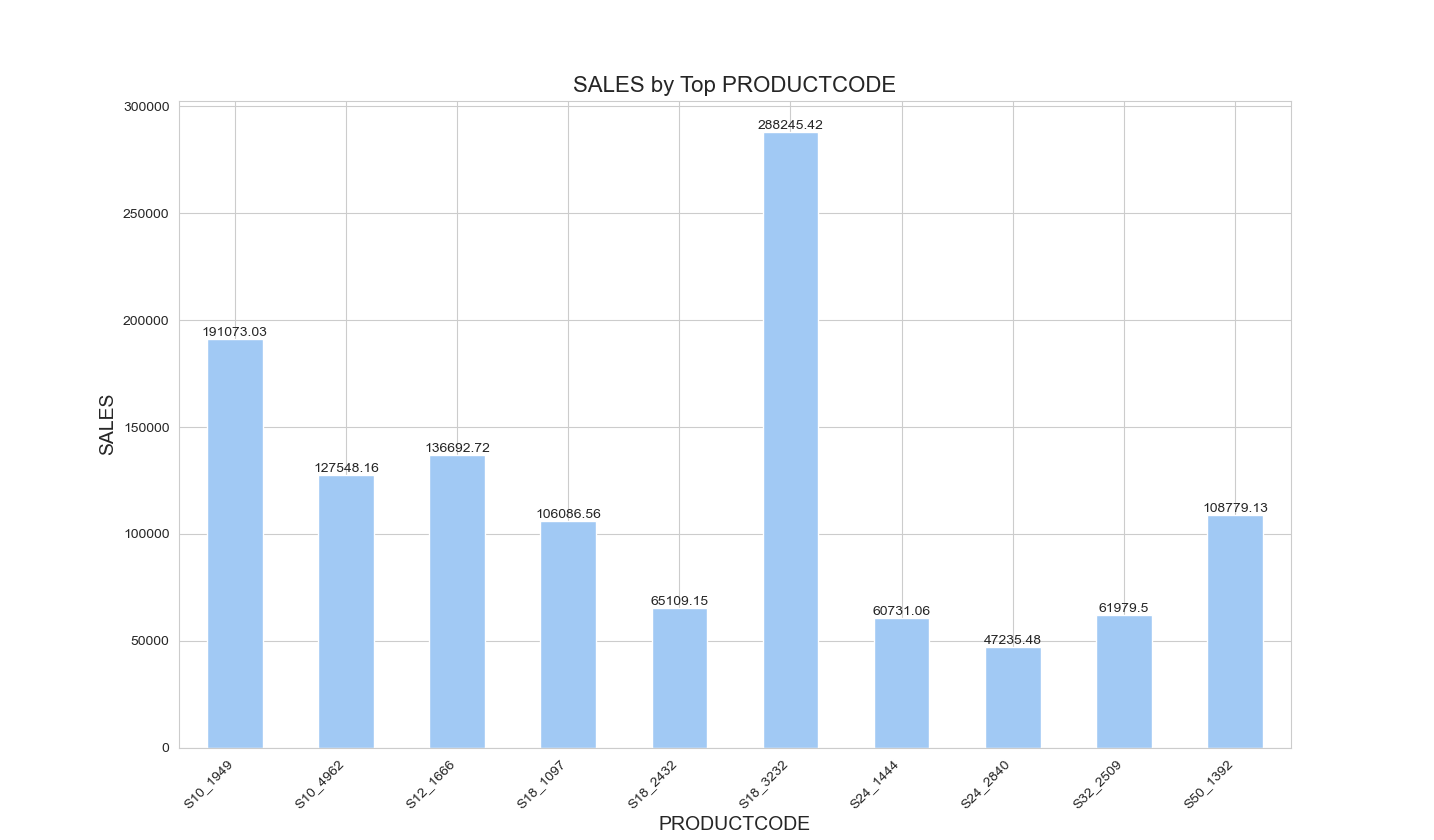 SALES by Top PRODUCTCODE
300000
288245.42
250000
200000
191073.03
150000
136692.72
127548.16
106086.56
108779.13
100000
65109.15
60731.06
47235.48
61979.5
50000
0
SALES
S10_1949
S10_4962
S12_1666
S18_1097
S18_2432
S18_3232
S24_1444
S24_2840
S32_2509
S50_1392
PRODUCTCODE